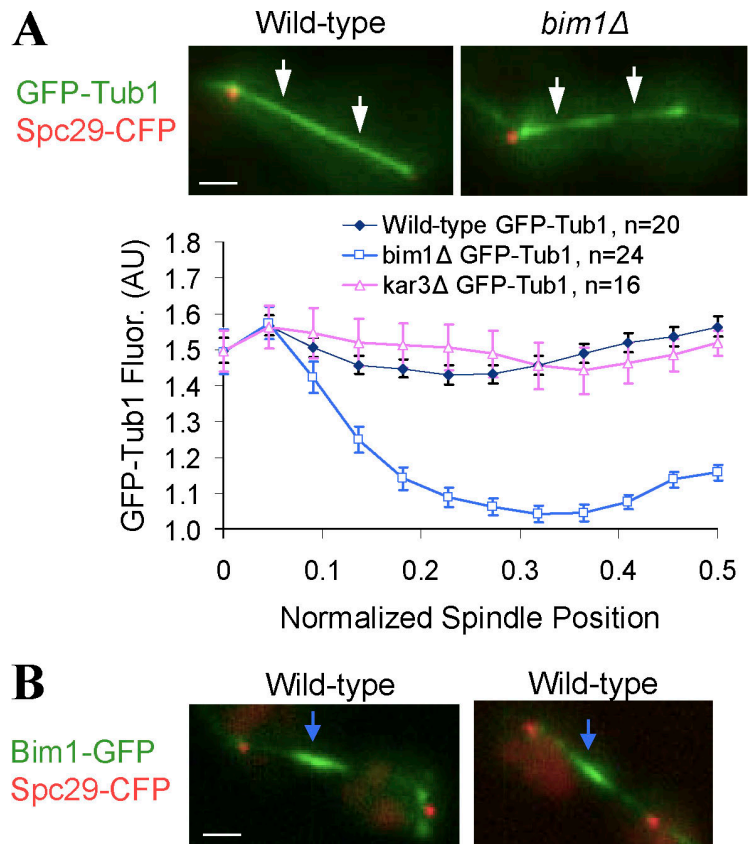 A
Wild-type
bim1Δ
GFP-Tub1
Spc29-CFP
Wild-type GFP-Tub1, n=20
bim1Δ GFP-Tub1, n=24
kar3Δ GFP-Tub1, n=16
GFP-Tub1 Fluor. (AU)
1.8
1.7
1.6
1.5
1.4
1.3
1.2
1.1
1.0
0
0.1
0.2
0.3
0.4
0.5
Normalized Spindle Position
B
Wild-type
Wild-type
Bim1-GFP
Spc29-CFP